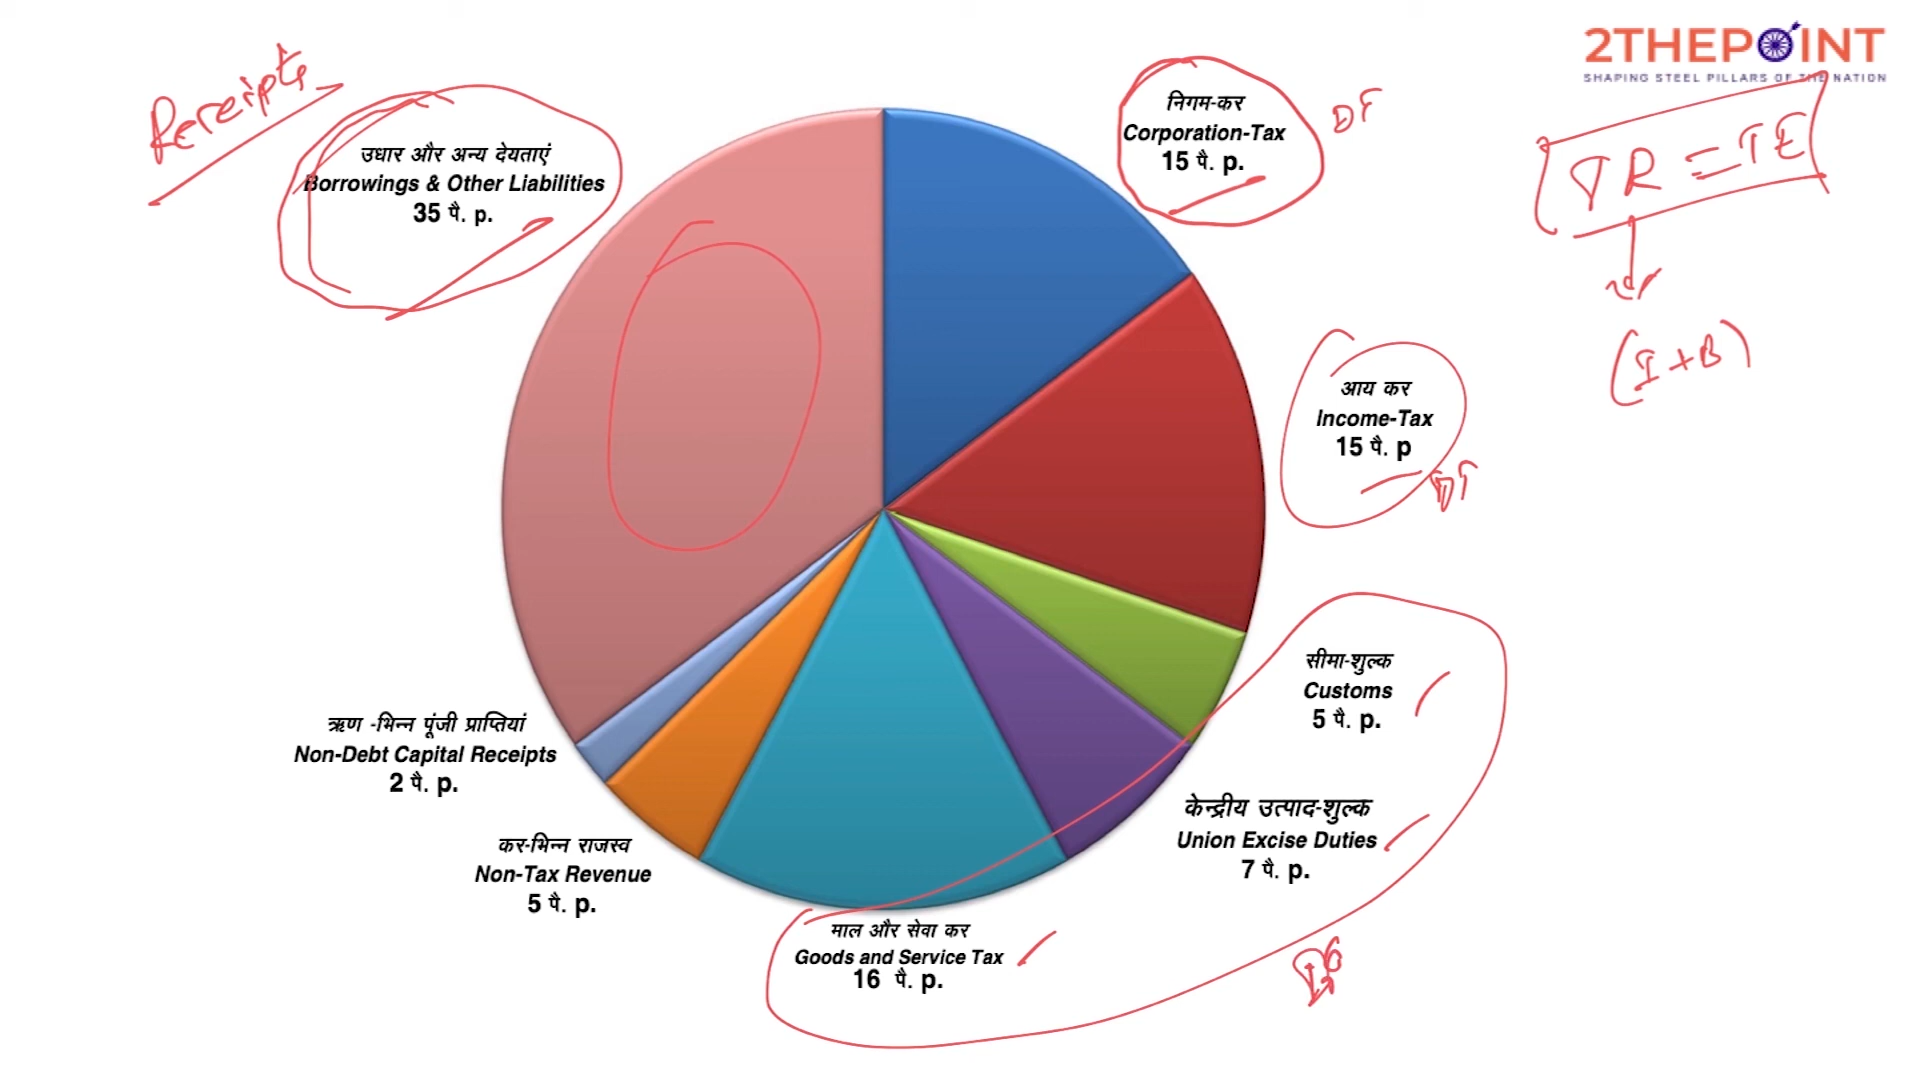 2THEPOINT
SHAPING STEEL PILLARS OF THE NATION
Receipts
उधार और अन्य देयताएं
Borrowings & Other Liabilities
35 पै. p.
निगम-कर
Corporation-Tax
15 पै. p.
DT
TR = TE
(I+B)
आय कर
Income-Tax
15 पै. p
DT
सीमा-शुल्क
Customs
5 पै. p.
केन्द्रीय उत्पाद-शुल्क
Union Excise Duties
7 पै. p.
माल और सेवा कर
Goods and Service Tax
16 पै. p.
कर-भिन्न राजस्व
Non-Tax Revenue
5 पै. p.
ऋण -भिन्न पूंजी प्राप्तियां
Non-Debt Capital Receipts
2 पै. p.